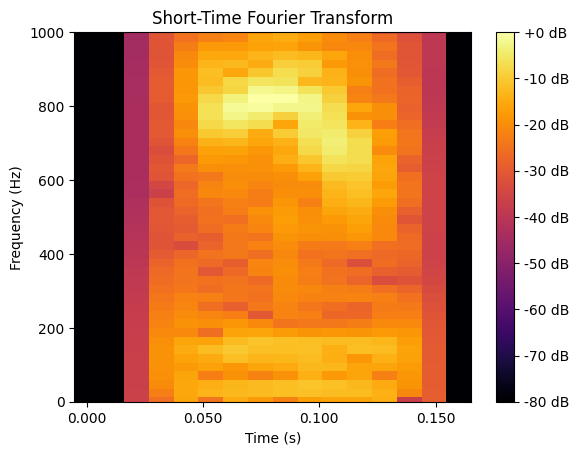 Short-Time Fourier Transform
1000
800
600
400
200
0
Frequency (Hz)
0.000
0.050
0.100
0.150
Time (s)
+0 dB
-10 dB
-20 dB
-30 dB
-40 dB
-50 dB
-60 dB
-70 dB
-80 dB